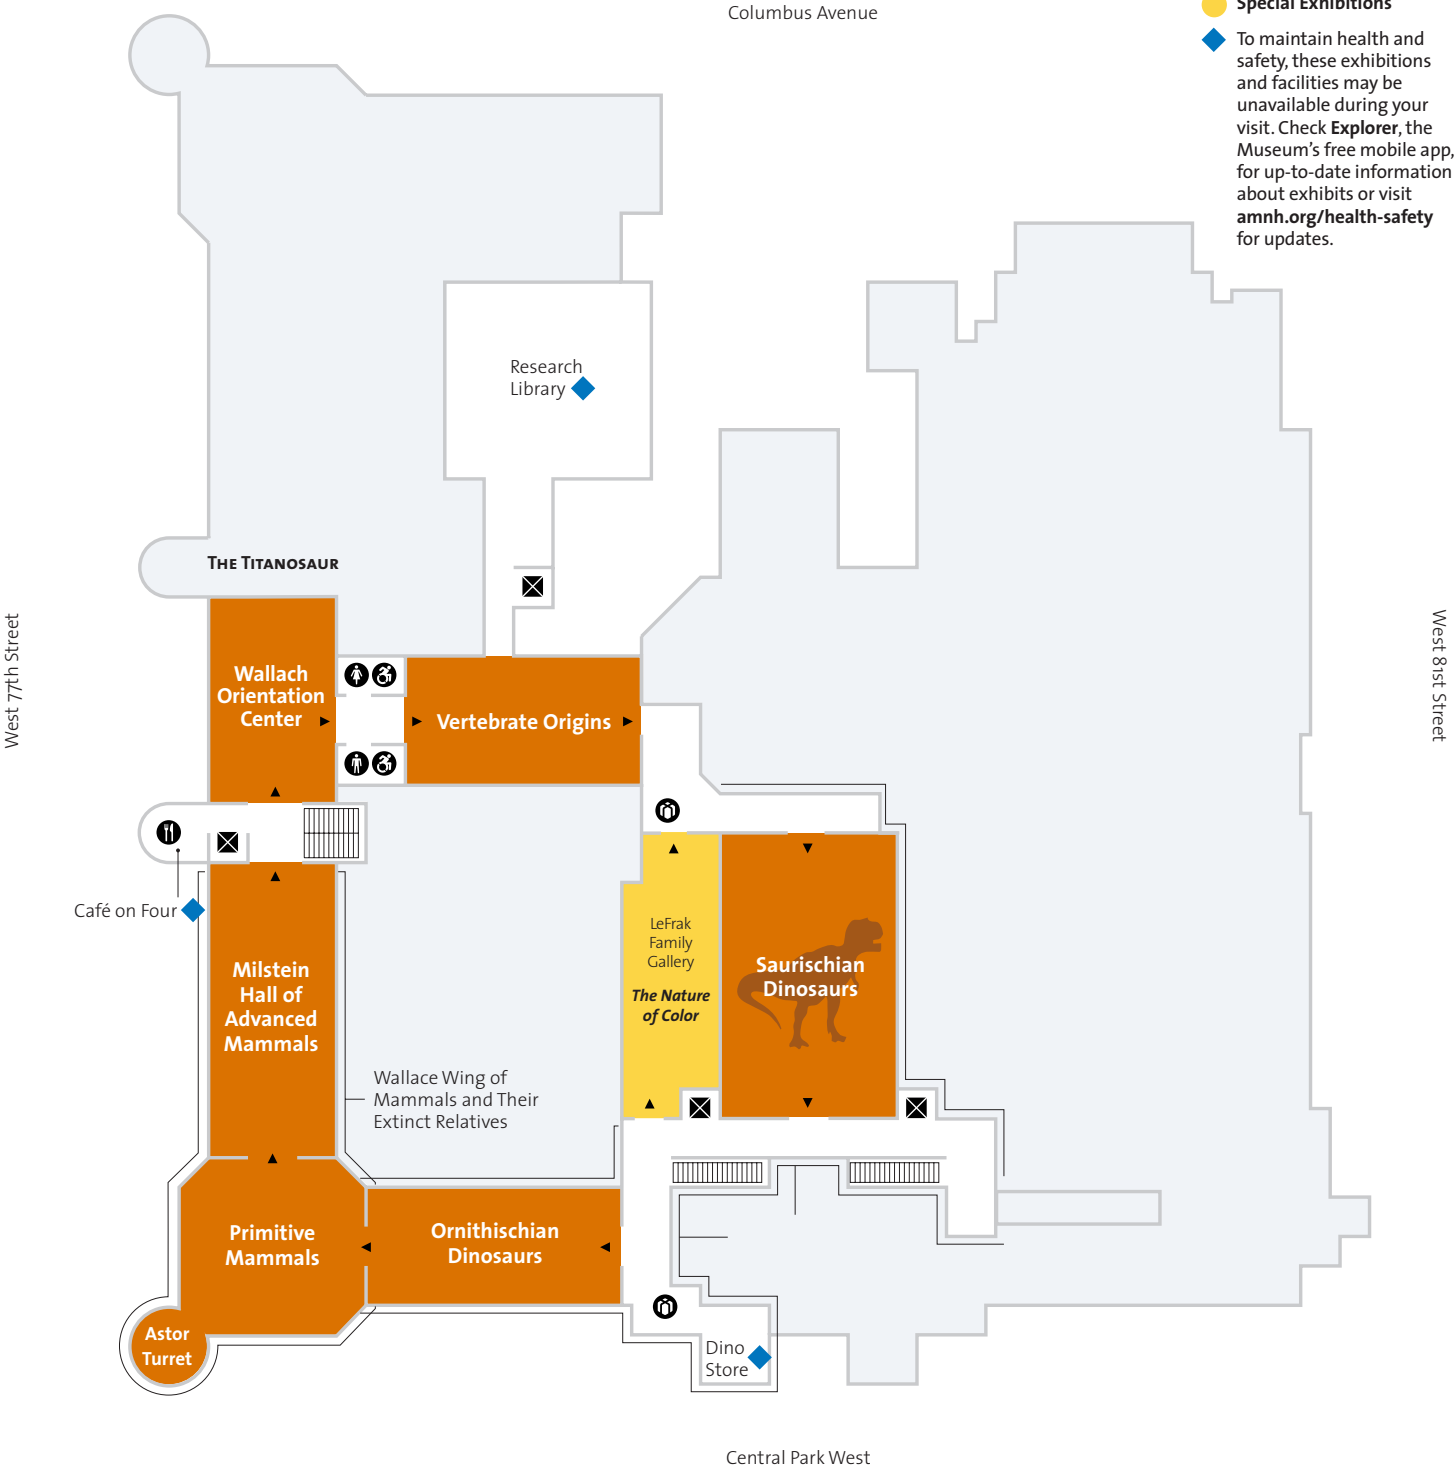 Columbus Avenue
Special Exhibitions
To maintain health and
safety, these exhibitions
and facilities may be
unavailable during your
visit. Check Explorer, the
Museum's free mobile app,
for up-to-date information
about exhibits or visit
amnh.org/health-safety
for updates.
Research
Library
The Titanosaur
West 77th Street
West 81st Street
Wallach
Orientation
Center
Vertebrate Origins
Café on Four
LeFrak
Family
Gallery
The Nature
of Color
Saurischian
Dinosaurs
Milstein
Hall of
Advanced
Mammals
Wallace Wing of
Mammals and Their
Extinct Relatives
Primitive
Mammals
Ornithischian
Dinosaurs
Astor
Turret
Dino
Store
Central Park West